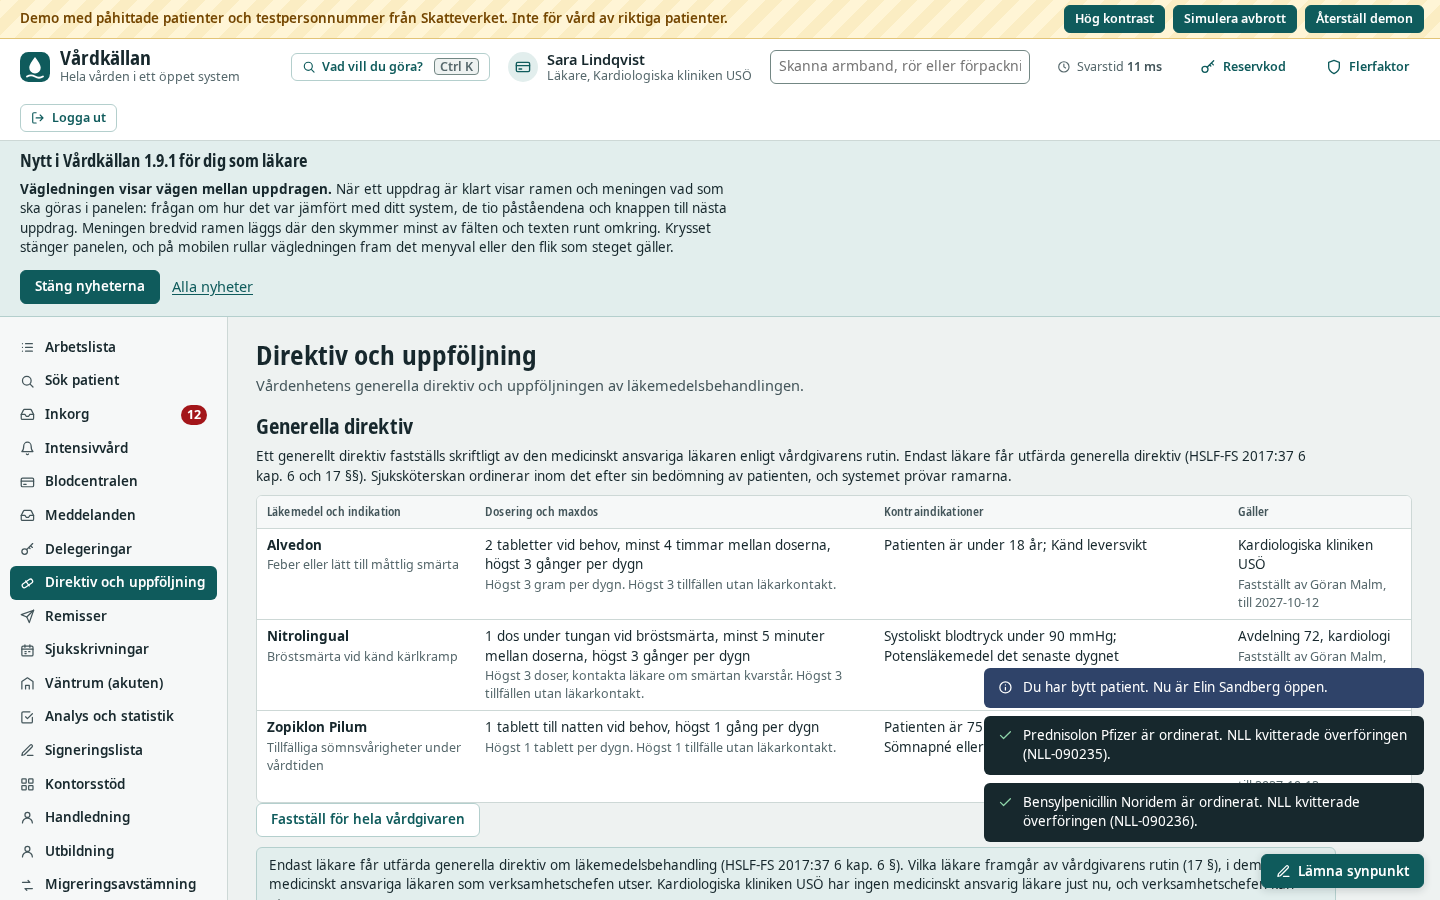 Demo med påhittade patienter och testpersonnummer från Skatteverket. Inte för vård av riktiga patienter.
Hög kontrast
Simulera avbrott
Återställ demon
Vårdkällan
Hela vården i ett öppet system
Vad vill du göra? Ctrl K
Sara Lindqvist
Läkare, Kardiologiska kliniken USÖ
Skanna armband, rör eller förpackni
Svarstid 11 ms
Reservkod
Flerfaktor
Logga ut
Nytt i Vårdkällan 1.9.1 för dig som läkare
Vägledningen visar vägen mellan uppdragen. När ett uppdrag är klart visar ramen och meningen vad som
ska göras i panelen: frågan om hur det var jämfört med ditt system, de tio påståendena och knappen till nästa
uppdrag. Meningen bredvid ramen läggs där den skymmer minst av fälten och texten runt omkring. Krysset
stänger panelen, och på mobilen rullar vägledningen fram det menyval eller den flik som steget gäller.
Stäng nyheterna
Alla nyheter
Arbetslista
Sök patient
Inkorg 12
Intensivvård
Blodcentralen
Meddelanden
Delegeringar
Direktiv och uppföljning
Remisser
Sjukskrivningar
Väntrum (akuten)
Analys och statistik
Signeringslista
Kontorsstöd
Handledning
Utbildning
Migreringsavstämning
Direktiv och uppföljning
Vårdenhetens generella direktiv och uppföljningen av läkemedelsbehandlingen.
Generella direktiv
Ett generellt direktiv fastställs skriftligt av den medicinskt ansvariga läkaren enligt vårdgivarens rutin. Endast läkare får utfärda generella direktiv (HSLF-FS 2017:37 6
kap. 6 och 17 §§). Sjuksköterskan ordinerar inom det efter sin bedömning av patienten, och systemet prövar ramarna.
Läkemedel och indikation
Dosering och maxdos
Kontraindikationer
Gäller
Alvedon
Feber eller lätt till måttlig smärta
2 tabletter vid behov, minst 4 timmar mellan doserna,
högst 3 gånger per dygn
Högst 3 gram per dygn. Högst 3 tillfällen utan läkarkontakt.
Patienten är under 18 år; Känd leversvikt
Kardiologiska kliniken
USÖ
Fastställt av Göran Malm,
till 2027-10-12
Nitrolingual
Bröstsmärta vid känd kärlkramp
1 dos under tungan vid bröstsmärta, minst 5 minuter
mellan doserna, högst 3 gånger per dygn
Högst 3 doser, kontakta läkare om smärtan kvarstår. Högst 3
tillfällen utan läkarkontakt.
Systoliskt blodtryck under 90 mmHg;
Potensläkemedel det senaste dygnet
Avdelning 72, kardiologi
Fastställt av Göran Malm,
Zopiklon Pilum
Tillfälliga sömnsvårigheter under
vårdtiden
1 tablett till natten vid behov, högst 1 gång per dygn
Högst 1 tablett per dygn. Högst 1 tillfälle utan läkarkontakt.
Patienten är 75
Sömnapné eller
Du har bytt patient. Nu är Elin Sandberg öppen.
Prednisolon Pfizer är ordinerat. NLL kvitterade överföringen
(NLL-090235).
Bensylpenicillin Noridem är ordinerat. NLL kvitterade
överföringen (NLL-090236).
Fastställ för hela vårdgivaren
Endast läkare får utfärda generella direktiv om läkemedelsbehandling (HSLF-FS 2017:37 6 kap. 6 §). Vilka läkare framgår av vårdgivarens rutin (17 §), i dem
medicinskt ansvariga läkaren som verksamhetschefen utser. Kardiologiska kliniken USÖ har ingen medicinskt ansvarig läkare just nu, och verksamhetschefen
Lämna synpunkt